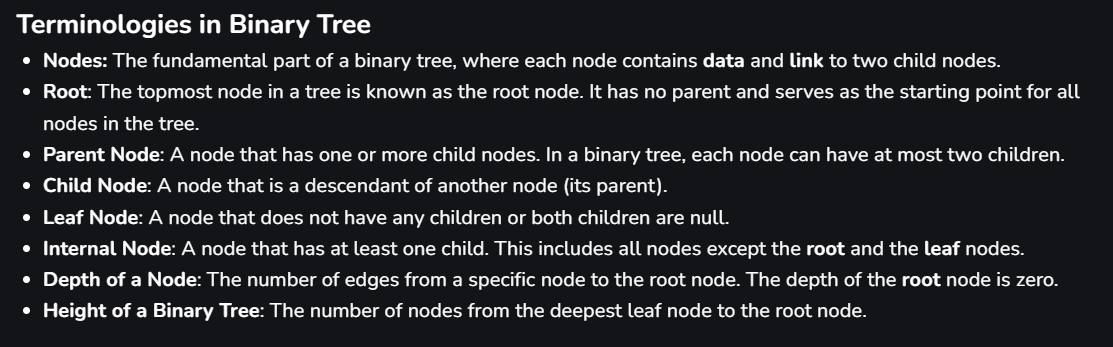 Terminologies in Binary Tree
• Nodes: The fundamental part of a binary tree, where each node contains data and link to two child nodes.
• Root: The topmost node in a tree is known as the root node. It has no parent and serves as the starting point for all
nodes in the tree.
• Parent Node: A node that has one or more child nodes. In a binary tree, each node can have at most two children.
• Child Node: A node that is a descendant of another node (its parent).
• Leaf Node: A node that does not have any children or both children are null.
• Internal Node: A node that has at least one child. This includes all nodes except the root and the leaf nodes.
• Depth of a Node: The number of edges from a specific node to the root node. The depth of the root node is zero.
• Height of a Binary Tree: The number of nodes from the deepest leaf node to the root node.